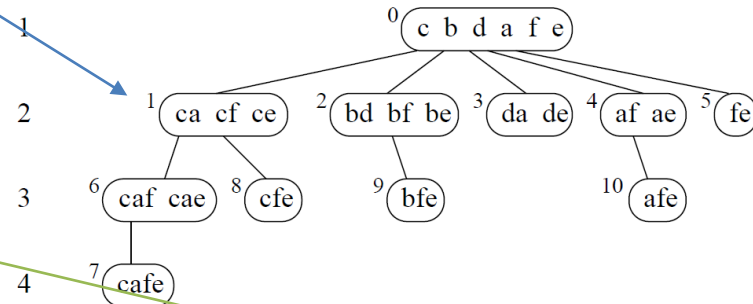 1 0 c b d a f e
2 1 ca cf ce 2 bd bf be 3 da de 4 af ae 5 fe
3 6 caf cae 8 cfe 9 bfe 10 afe
4 7 cafe